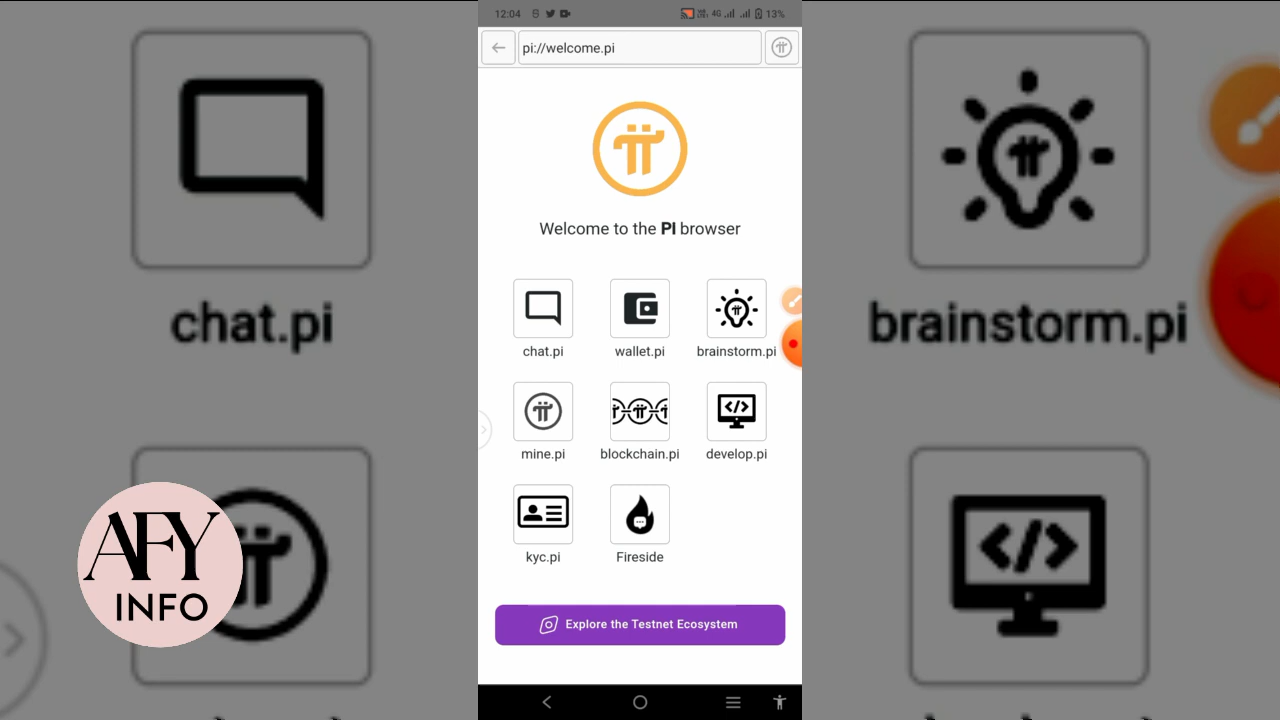 12:04
4G
13%
pi://welcome.pi
Welcome to the PI browser
chat.pi
wallet.pi
brainstorm.pi
mine.pi
blockchain.pi
develop.pi
kyc.pi
Fireside
Explore the Testnet Ecosystem
chat.pi
brainstorm.pi
AFY
INFO